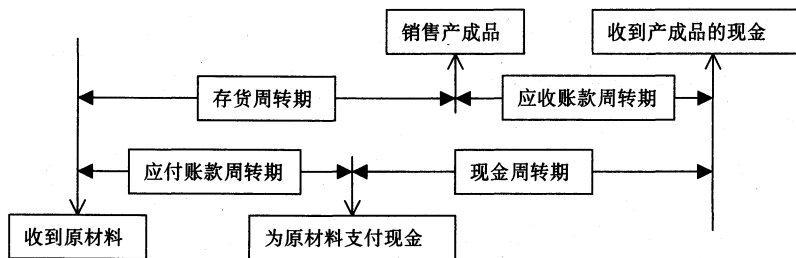 销售产成品
收到产成品的现金
存货周转期
应收账款周转期
应付账款周转期
现金周转期
收到原材料
为原材料支付现金